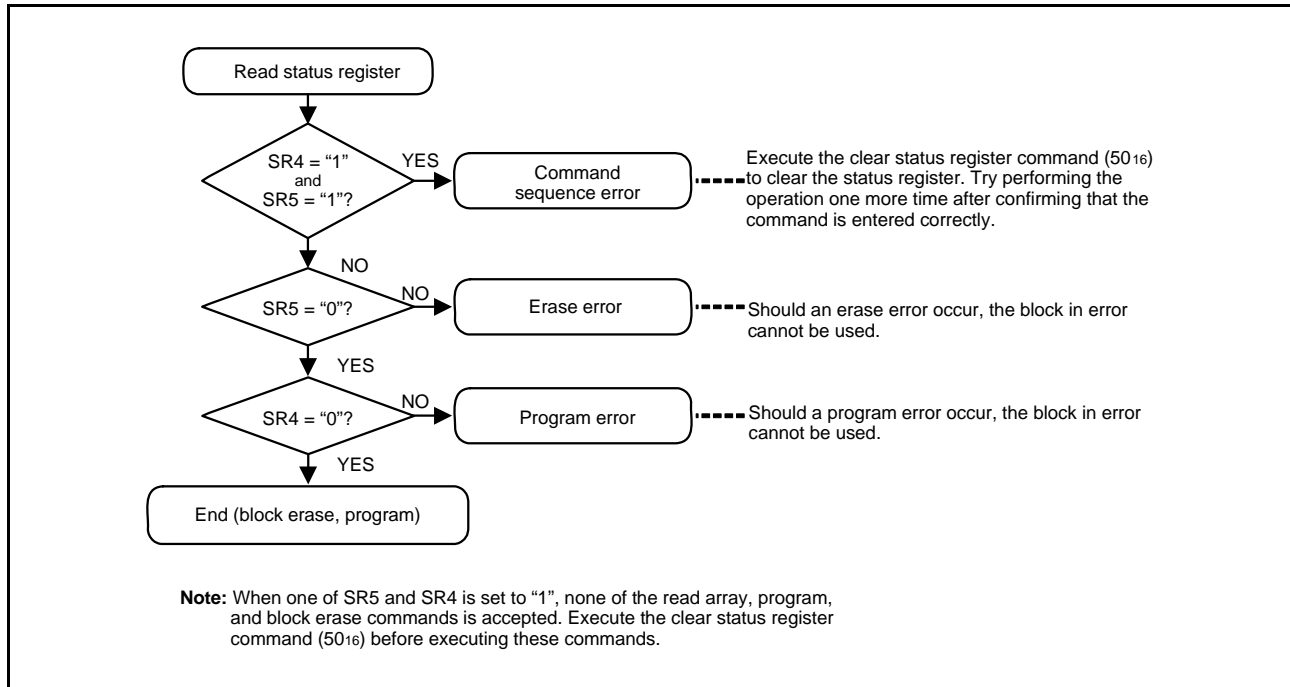 Read status register
SR4 = “1”
and
SR5 = “1”?
YES
Command
sequence error
Execute the clear status register command (5016)
to clear the status register. Try performing the
operation one more time after confirming that the
command is entered correctly.
NO
SR5 = “0”?
NO
Erase error
Should an erase error occur, the block in error
cannot be used.
YES
SR4 = “0”?
NO
Program error
Should a program error occur, the block in error
cannot be used.
YES
End (block erase, program)
Note: When one of SR5 and SR4 is set to “1”, none of the read array, program,
and block erase commands is accepted. Execute the clear status register
command (5016) before executing these commands.